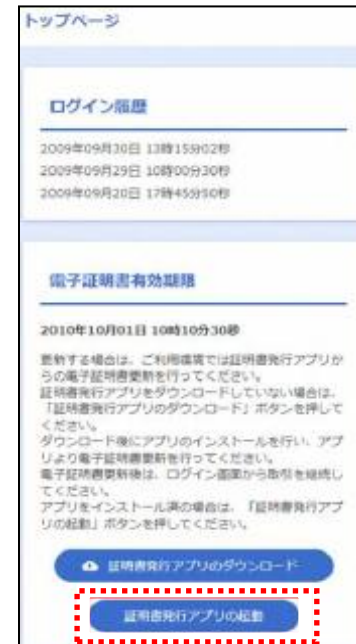 トップページ
ログイン履歴
2009年09月30日 13時15分02秒
2009年09月29日 10時00分30秒
2009年09月20日 17時45分50秒
電子証明書有効期限
2010年10月01日 10時10分30秒
更新する場合は、ご利用環境では証明書発行アプリか
らの電子証明書更新を行ってください。
証明書発行アプリをダウンロードしていない場合は、
「証明書発行アプリのダウンロード」ボタンを押して
ください。
ダウンロード後にアプリのインストールを行い、アプ
リより電子証明書更新を行ってください。
電子証明書更新後は、ログイン画面から取引を継続し
てください。
アプリをインストール済の場合は、「証明書発行アプ
リの起動」ボタンを押してください。
証明書発行アプリのダウンロード
証明書発行アプリの起動